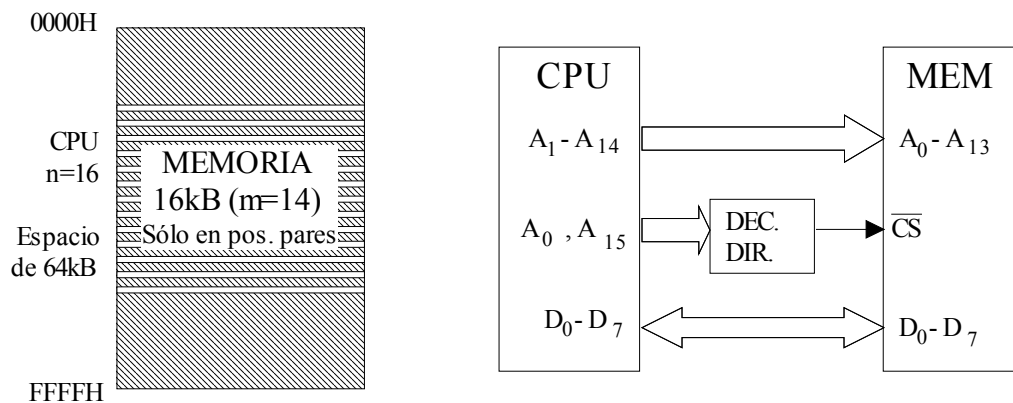 0000H
CPU
n=16
Espacio
de 64kB
FFFFH
MEMORIA
16kB (m=14)
Sólo en pos. pares
CPU
A1 - A14
A0 , A15
D0 - D7
DEC.
DIR.
MEM
A0 - A13
CS
D0 - D7